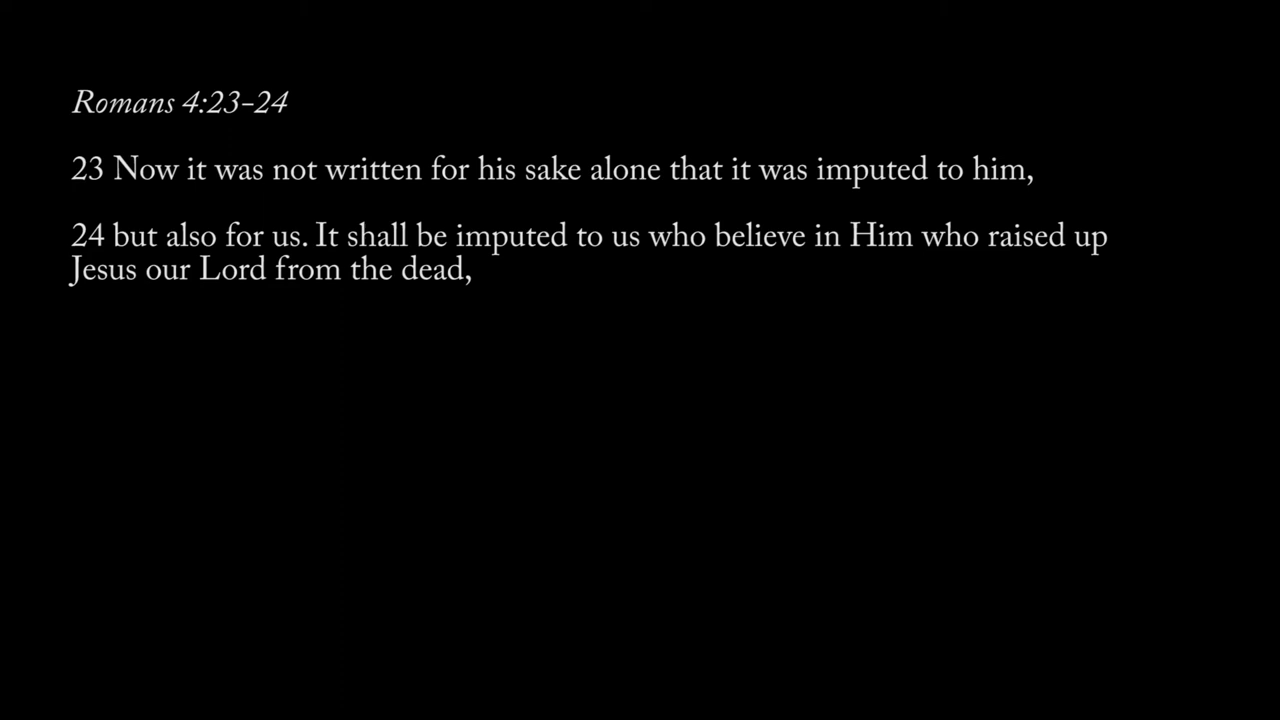 Romans 4:23-24
23 Now it was not written for his sake alone that it was imputed to him,
24 but also for us. It shall be imputed to us who believe in Him who raised up
Jesus our Lord from the dead,